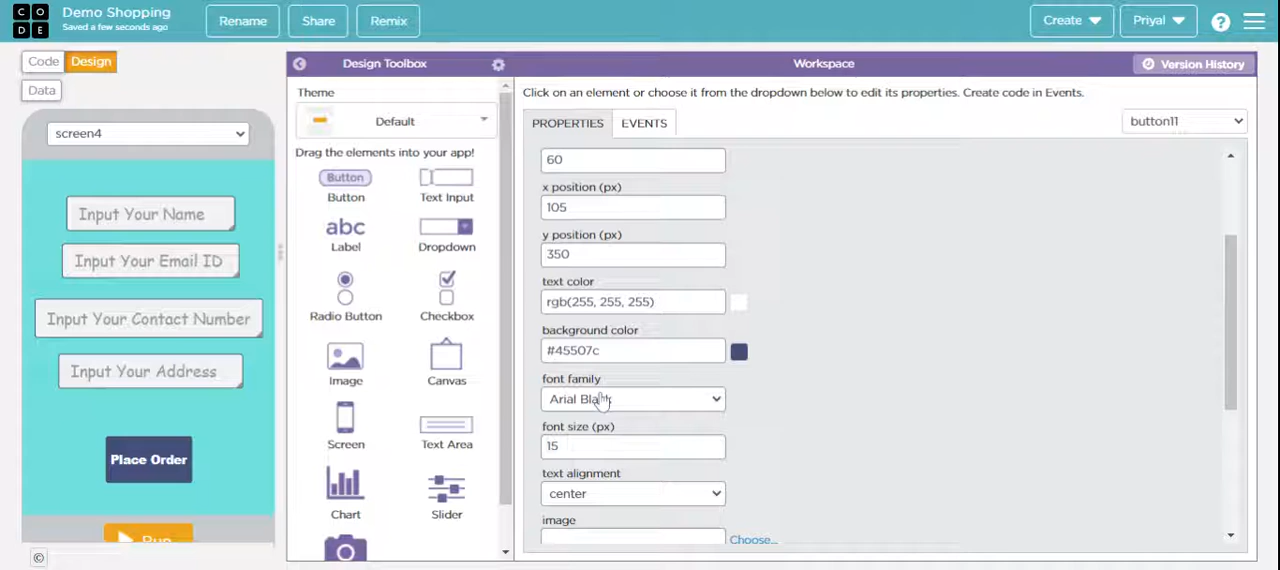 C O
D E
Demo Shopping
Saved a few seconds ago
Rename
Share
Remix
Create
Priyal
?
Code
Design
Data
screen4
Input Your Name
Input Your Email ID
Input Your Contact Number
Input Your Address
Place Order
Run
©
Design Toolbox
Workspace
Version History
Theme
Default
Drag the elements into your app!
Button
Button
Text Input
abc
Label
Dropdown
Radio Button
Checkbox
Image
Canvas
Screen
Text Area
Chart
Slider
Click on an element or choose it from the dropdown below to edit its properties. Create code in Events.
PROPERTIES
EVENTS
button11
60
x position (px)
105
y position (px)
350
text color
rgb(255, 255, 255)
background color
#45507c
font family
Arial Black
font size (px)
15
text alignment
center
image
Choose...